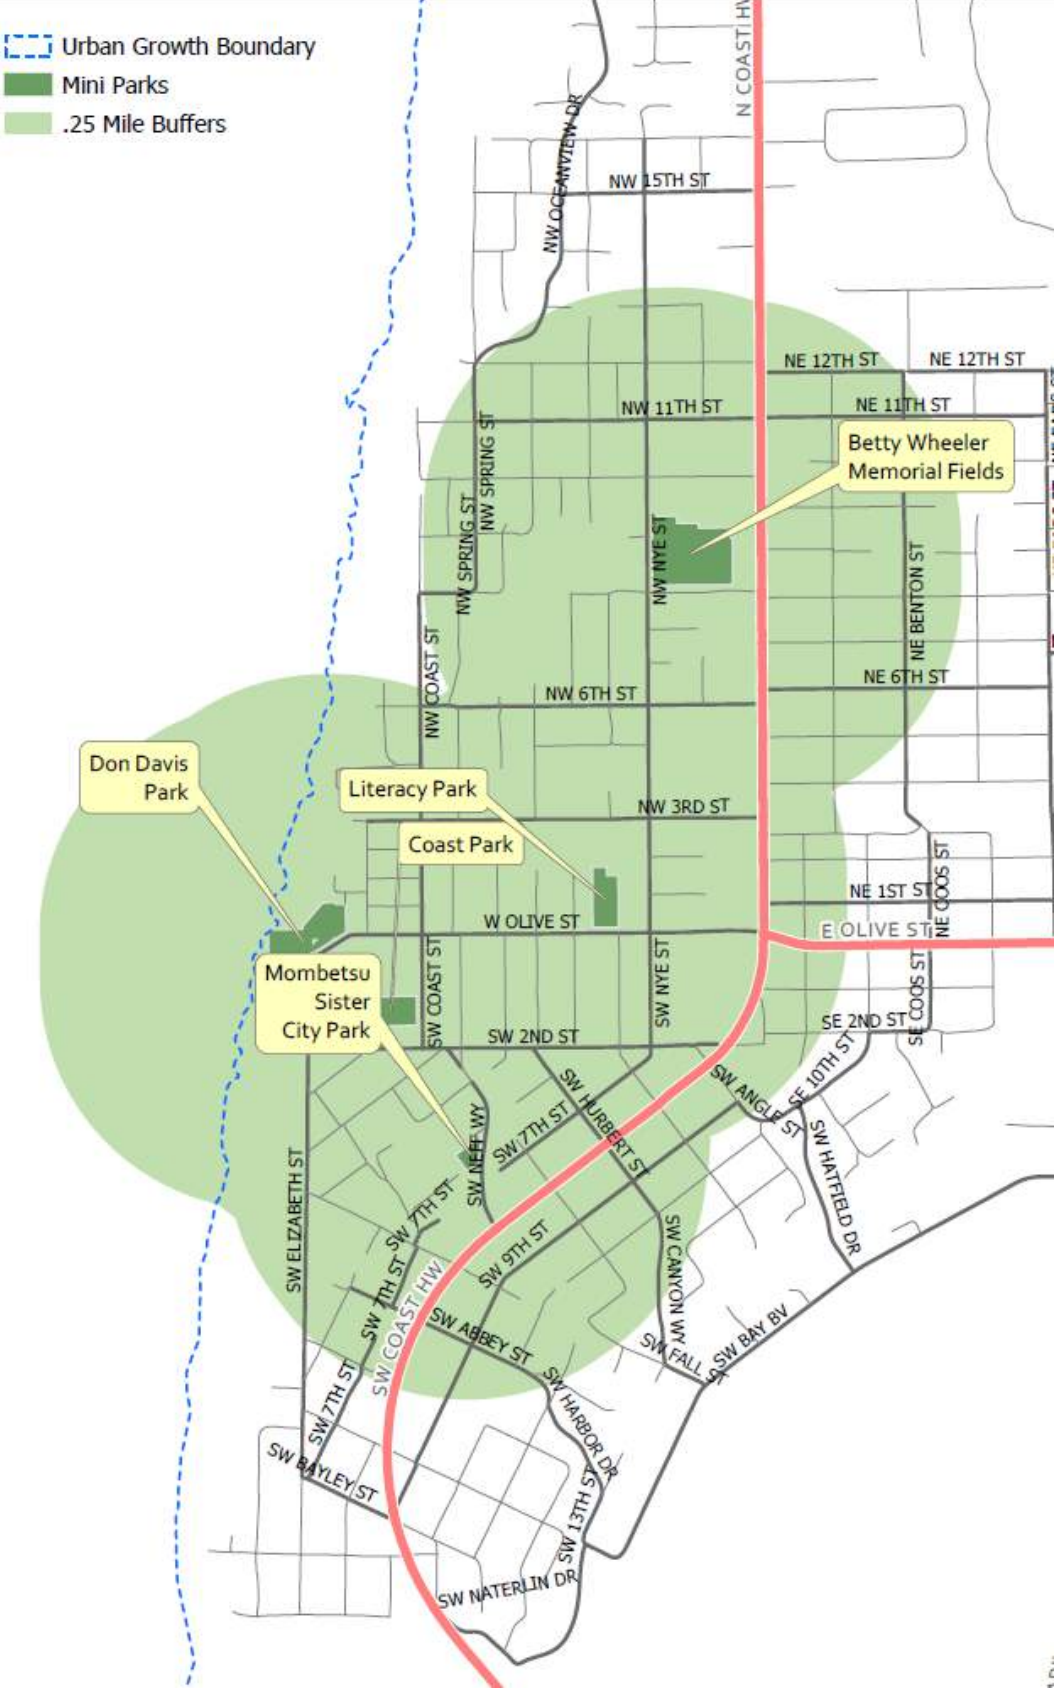 Urban Growth Boundary
Mini Parks
.25 Mile Buffers
N COAST HW
NW OCEANVIEW DR
NW 15TH ST
NE 12TH ST
NE 12TH ST
NW 11TH ST
NE 11TH ST
Betty Wheeler
Memorial Fields
NW SPRING ST
NW SPRING ST
NW NYE ST
NE BENTON ST
NW COAST ST
NE 6TH ST
NW 6TH ST
Don Davis
Park
Literacy Park
NW 3RD ST
Coast Park
NE 1ST ST
NE COOS ST
W OLIVE ST
E OLIVE ST
Mombetsu
Sister
City Park
SW COAST ST
SW NYE ST
SE COOS ST
SE 2ND ST
SW 2ND ST
SE 10TH ST
SW ANGLE ST
SW HURBERT ST
SW 7TH ST
SW NEFF WY
SW HATFIELD DR
SW ELIZABETH ST
SW 7TH ST
SW 9TH ST
SW CANYON WY
SW 7TH ST
SW COAST HW
SW ABBEY ST
SW FALL ST
SW BAY BV
SW 7TH ST
SW HARBOR DR
SW BAYLEY ST
SW 13TH ST
SW NATERLIN DR